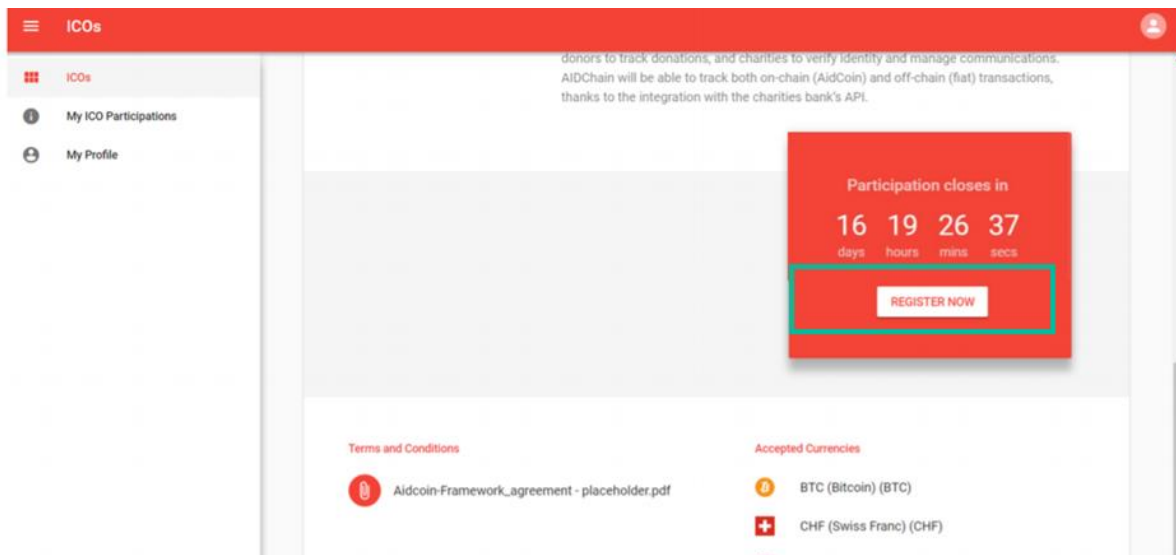 ICOs
ICOs
My ICO Participations
My Profile
donors to track donations, and charities to verify identity and manage communications.
AIDChain will be able to track both on-chain (AidCoin) and off-chain (fiat) transactions,
thanks to the integration with the charities bank's API.
Participation closes in
16 19 26 37
days hours mins secs
REGISTER NOW
Terms and Conditions
Aidcoin-Framework_agreement - placeholder.pdf
Accepted Currencies
BTC (Bitcoin) (BTC)
CHF (Swiss Franc) (CHF)